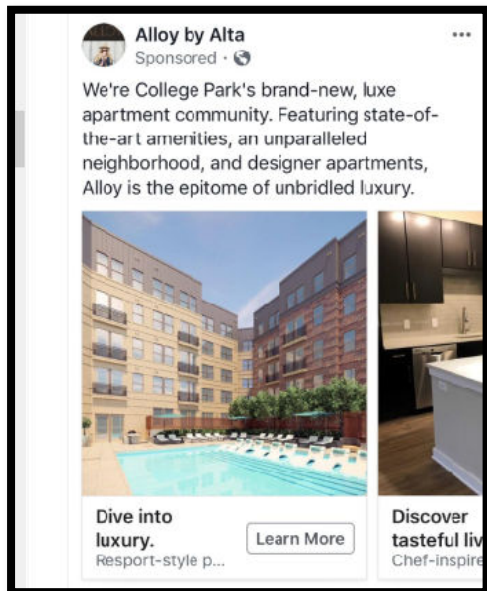 Alloy by Alta
Sponsored ·
We're College Park's brand-new, luxe
apartment community. Featuring state-of-
the-art amenities, an unparalleled
neighborhood, and designer apartments,
Alloy is the epitome of unbridled luxury.
Dive into
luxury.
Resport-style p...
Learn More
Discover
tasteful liv
Chef-inspire